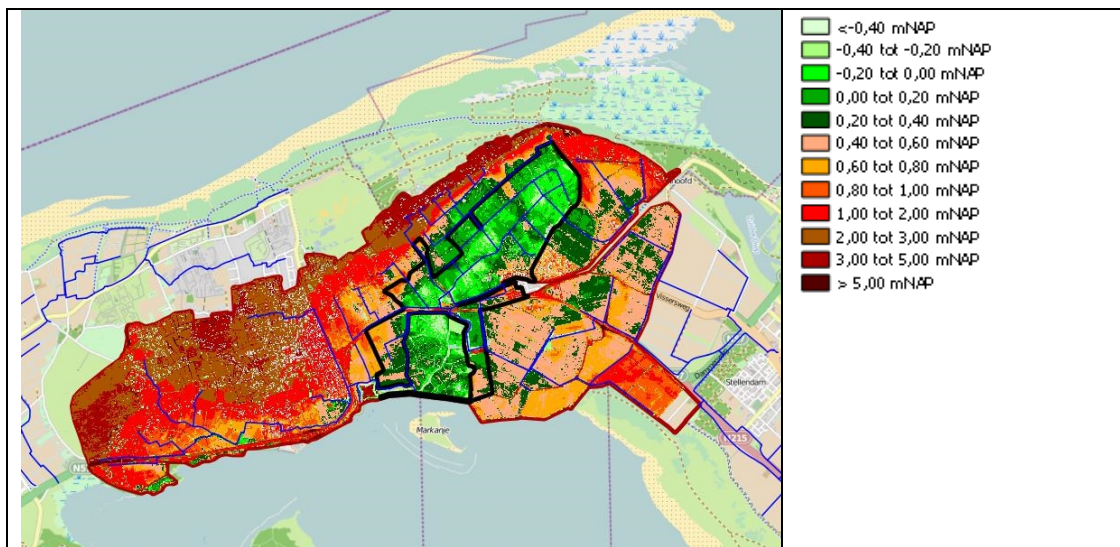 <-0,40 mNAP
-0,40 tot -0,20 mNAP
-0,20 tot 0,00 mNAP
0,00 tot 0,20 mNAP
0,20 tot 0,40 mNAP
0,40 tot 0,60 mNAP
0,60 tot 0,80 mNAP
0,80 tot 1,00 mNAP
1,00 tot 2,00 mNAP
2,00 tot 3,00 mNAP
3,00 tot 5,00 mNAP
> 5,00 mNAP
Vissersweg
Stellendam
Markanje
N215